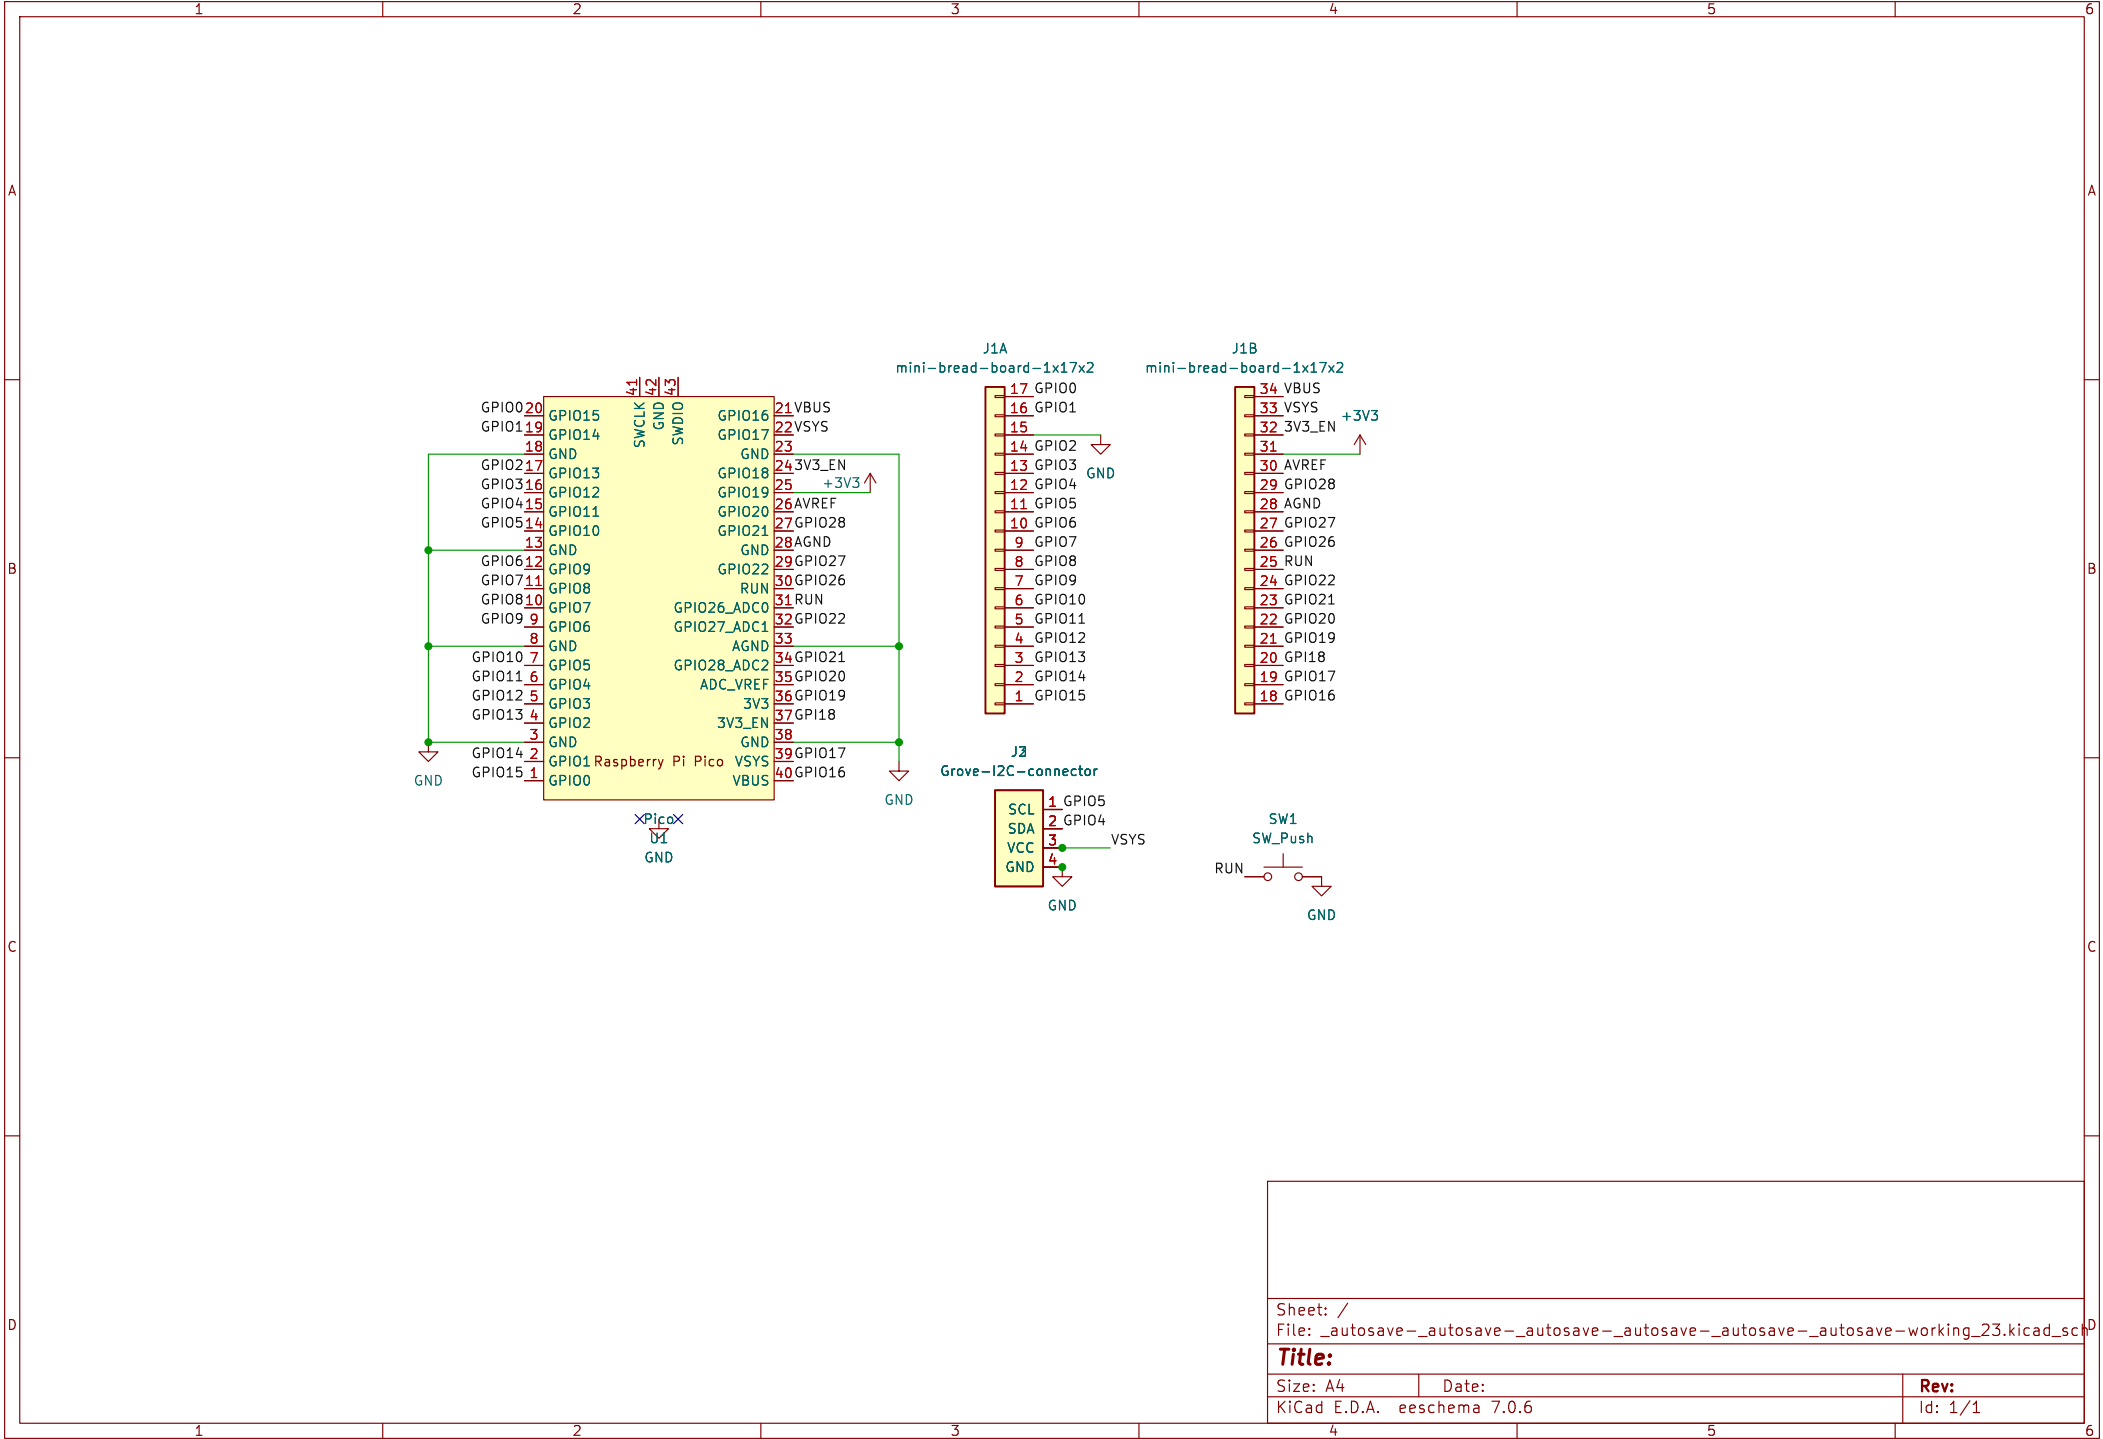 1 2 3 4 5 6
A A
B B
C C
D D
J1A
mini-bread-board-1x17x2
17 GPIO0
16 GPIO1
15
14 GPIO2
13 GPIO3
12 GPIO4
11 GPIO5
10 GPIO6
9 GPIO7
8 GPIO8
7 GPIO9
6 GPIO10
5 GPIO11
4 GPIO12
3 GPIO13
2 GPIO14
1 GPIO15
GND
J1B
mini-bread-board-1x17x2
34 VBUS
33 VSYS
+3V3
32 3V3_EN
31
30 AVREF
29 GPIO28
28 AGND
27 GPIO27
26 GPIO26
25 RUN
24 GPIO22
23 GPIO21
22 GPIO20
21 GPIO19
20 GPI18
19 GPIO17
18 GPIO16
41 42 43
SWCLK GND SWDIO
GPIO0 20 GPIO15 GPIO16 21 VBUS
GPIO1 19 GPIO14 GPIO17 22 VSYS
18 GND GND 23
GPIO2 17 GPIO13 GPIO18 24 3V3_EN
GPIO3 16 GPIO12 GPIO19 25 +3V3
GPIO4 15 GPIO11 GPIO20 26 AVREF
GPIO5 14 GPIO10 GPIO21 27 GPIO28
13 GND GND 28 AGND
GPIO6 12 GPIO9 GPIO22 29 GPIO27
GPIO7 11 GPIO8 RUN 30 GPIO26
GPIO8 10 GPIO7 GPIO26_ADC0 31 RUN
GPIO9 9 GPIO6 GPIO27_ADC1 32 GPIO22
8 GND AGND 33
GPIO10 7 GPIO5 GPIO28_ADC2 34 GPIO21
GPIO11 6 GPIO4 ADC_VREF 35 GPIO20
GPIO12 5 GPIO3 3V3 36 GPIO19
GPIO13 4 GPIO2 3V3_EN 37 GPI18
3 GND GND 38
GPIO14 2 GPIO1 Raspberry Pi Pico VSYS 39 GPIO17
GPIO15 1 GPIO0 VBUS 40 GPIO16
GND
GND
Pico
U1
GND
Grove-I2C-connector
SCL 1 GPIO5
SDA 2 GPIO4
VCC 3 VSYS
GND 4
GND
SW1
SW_Push
RUN
GND
Sheet: /
File: _autosave-_autosave-_autosave-_autosave-_autosave-_autosave-working_23.kicad_sch
Title:
Size: A4 Date: Rev:
KiCad E.D.A. eeschema 7.0.6 Id: 1/1
1 2 3 4 5 6